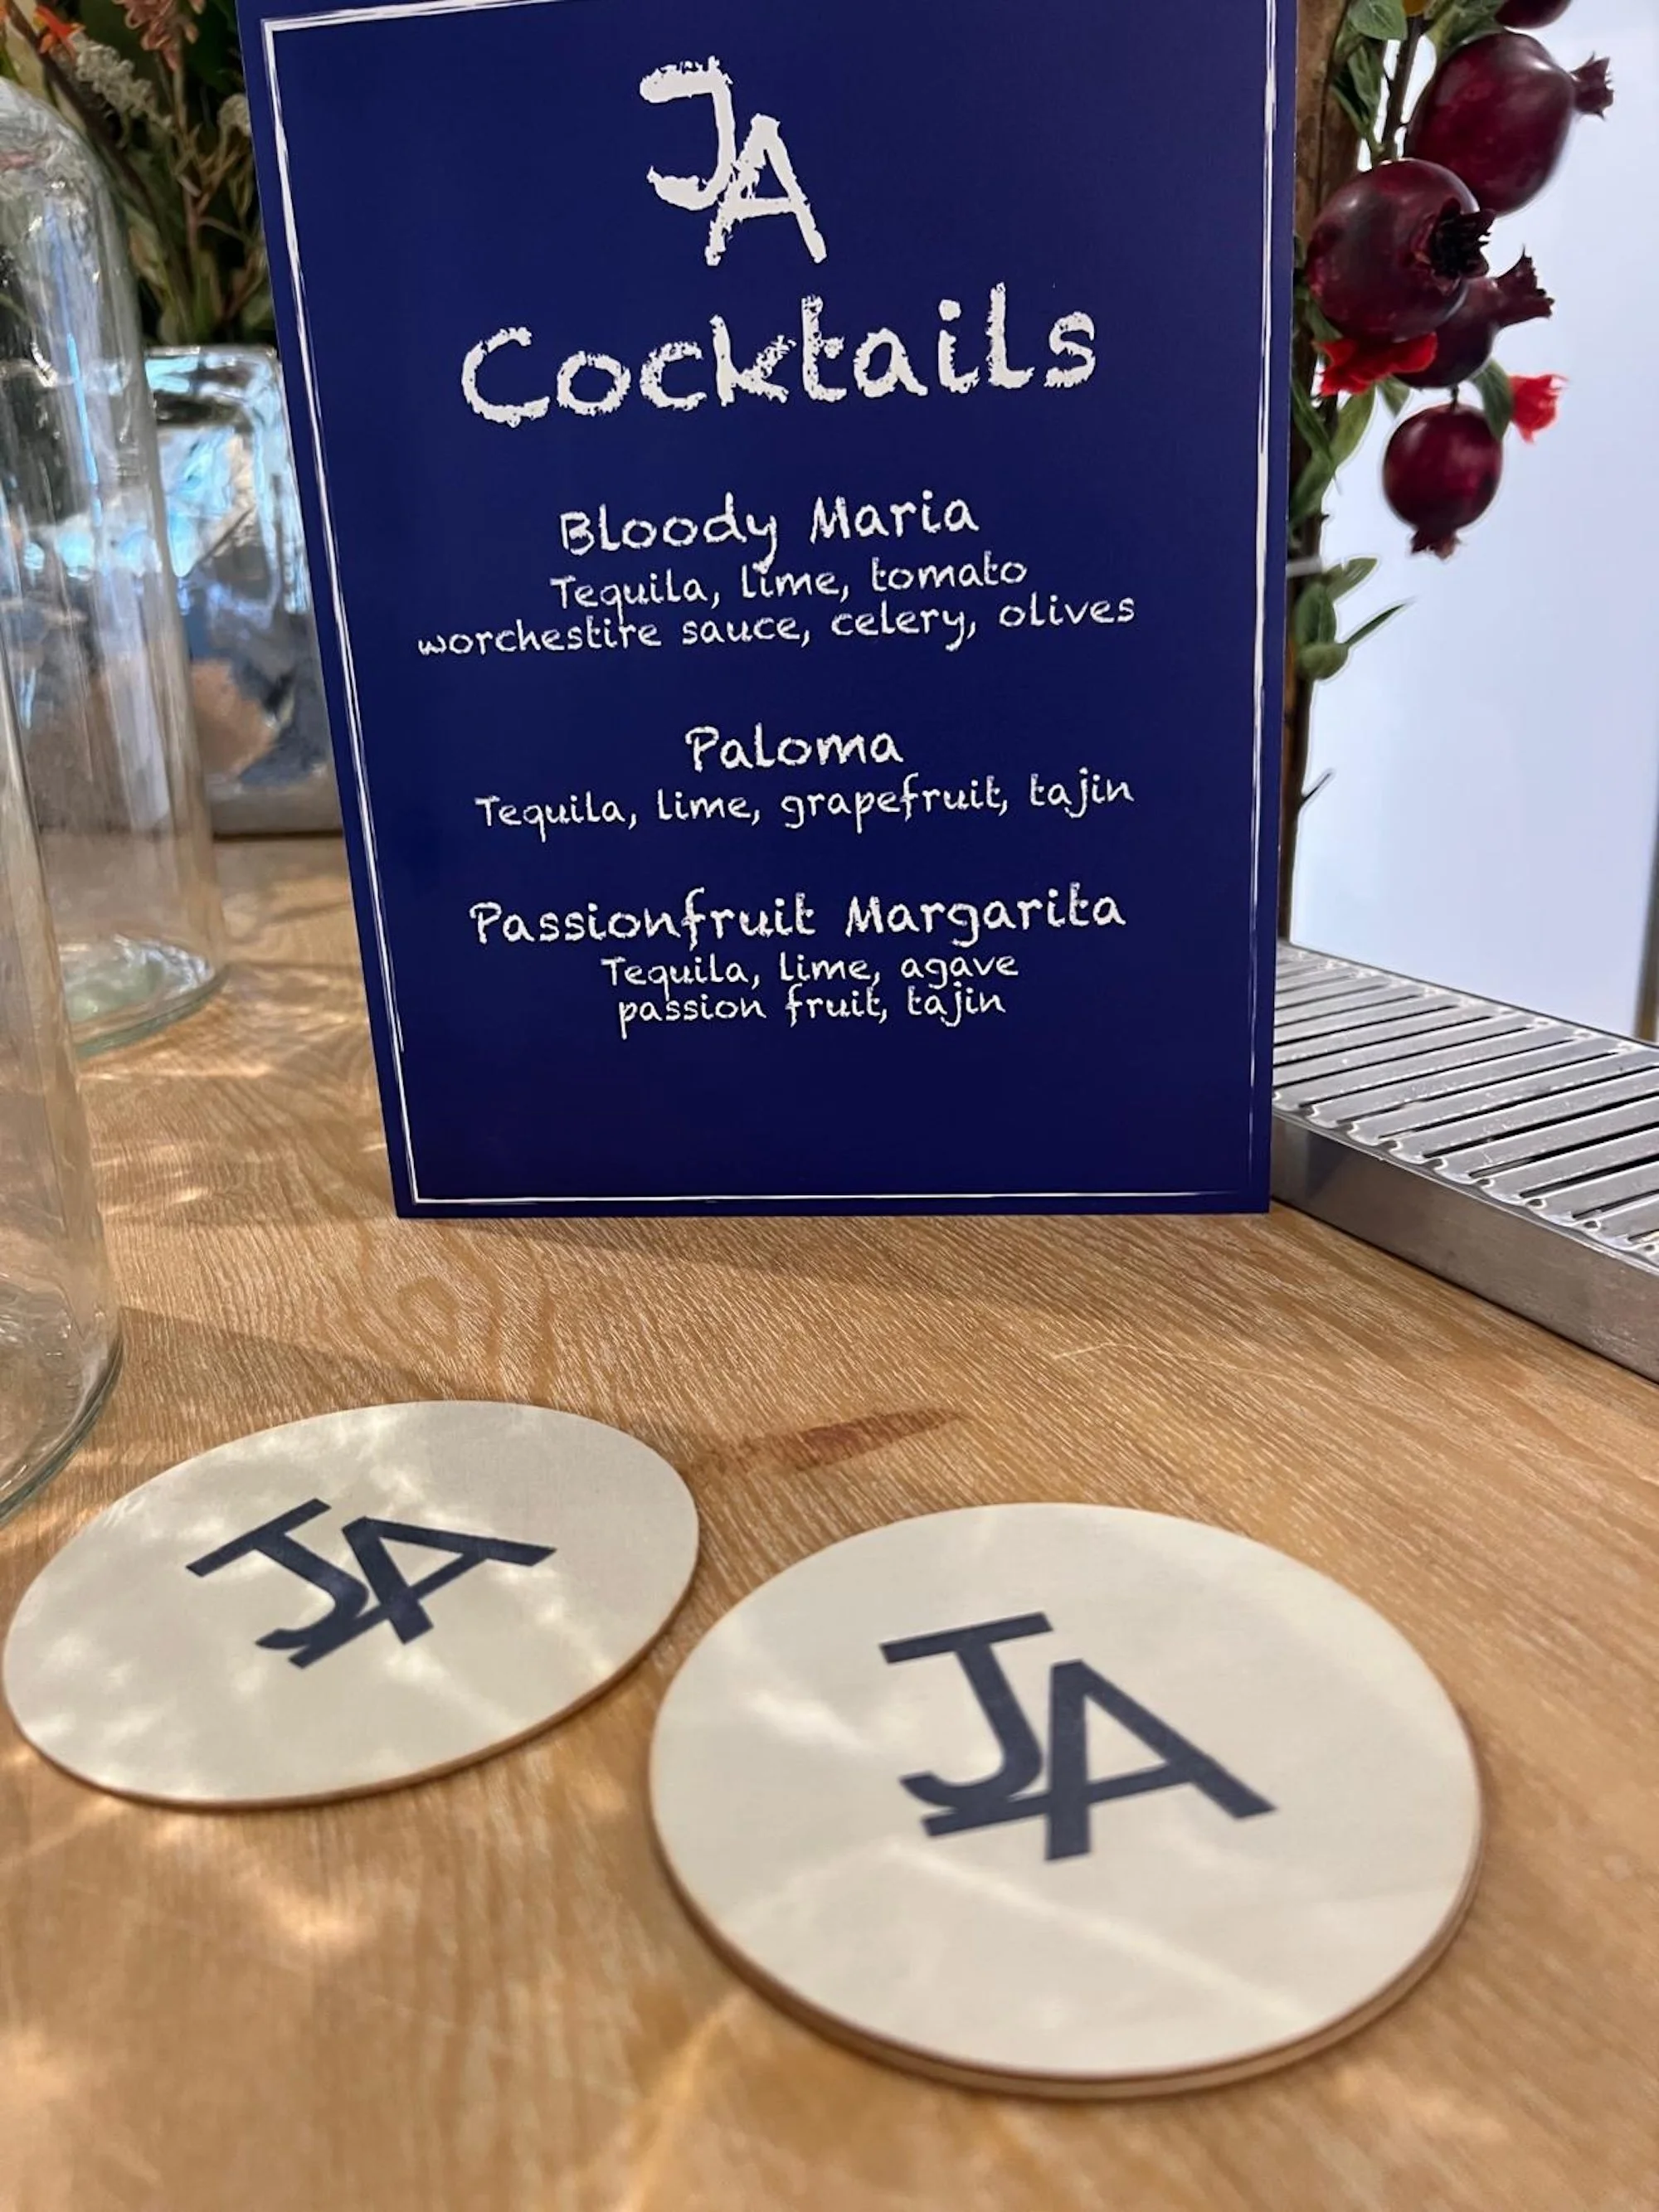 JA
Cocktails
Bloody Maria
Tequila, lime, tomato
worchestire sauce, celery, olives
Paloma
Tequila, lime, grapefruit, tajin
Passionfruit Margarita
Tequila, lime, agave
passion fruit, tajin
JA
JA